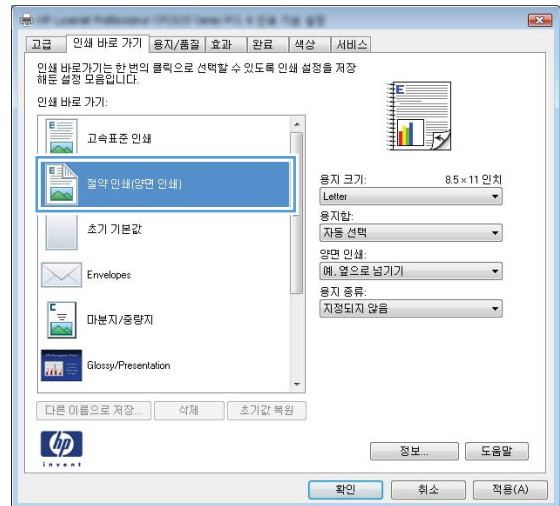 고급 인쇄 바로 가기 용지/품질 효과 완료 색상 서비스
인쇄 바로가기는 한 번의 클릭으로 선택할 수 있도록 인쇄 설정을 저장
해둔 설정 모음입니다.
인쇄 바로 가기:
고속표준 인쇄
절약 인쇄(양면 인쇄)
초기 기본값
Envelopes
마분지/중량지
Glossy/Presentation
용지 크기: 8.5 × 11 인치
Letter
용지함:
자동 선택
양면 인쇄:
예, 옆으로 넘기기
용지 종류:
지정되지 않음
다른 이름으로 저장... 삭제 초기값 복원
hp
invent
정보... 도움말
확인 취소 적용(A)